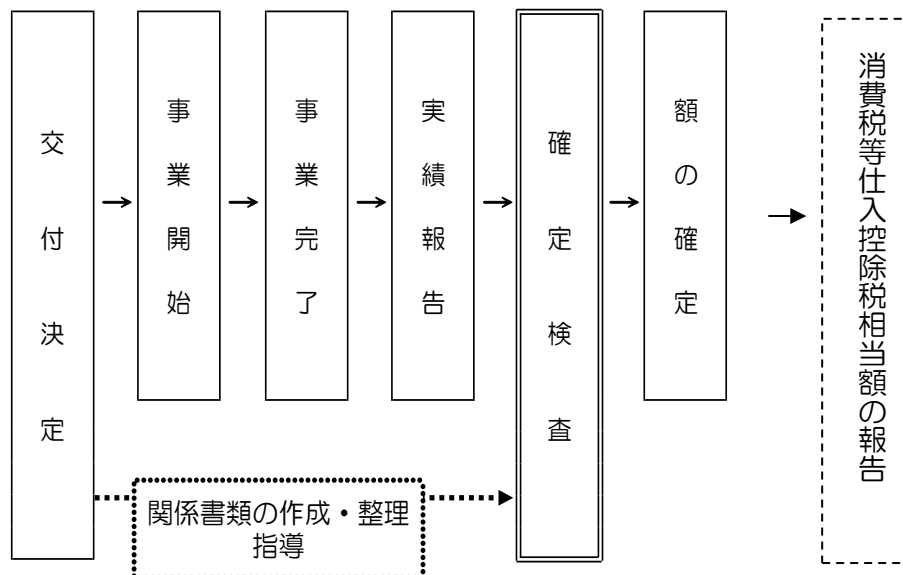 交付決定
事業開始
事業完了
実績報告
確定検査
額の確定
消費税等仕入控除税相当額の報告
関係書類の作成・整理
指導